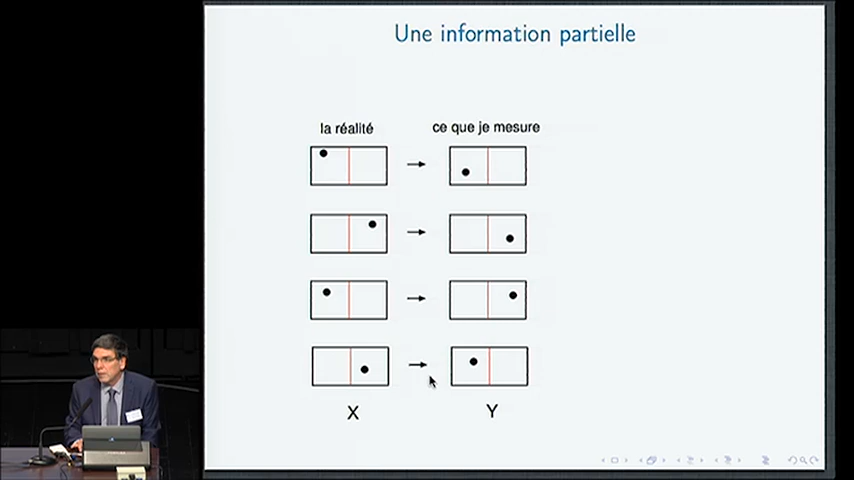 Une information partielle
la réalité
ce que je mesure
X
Y